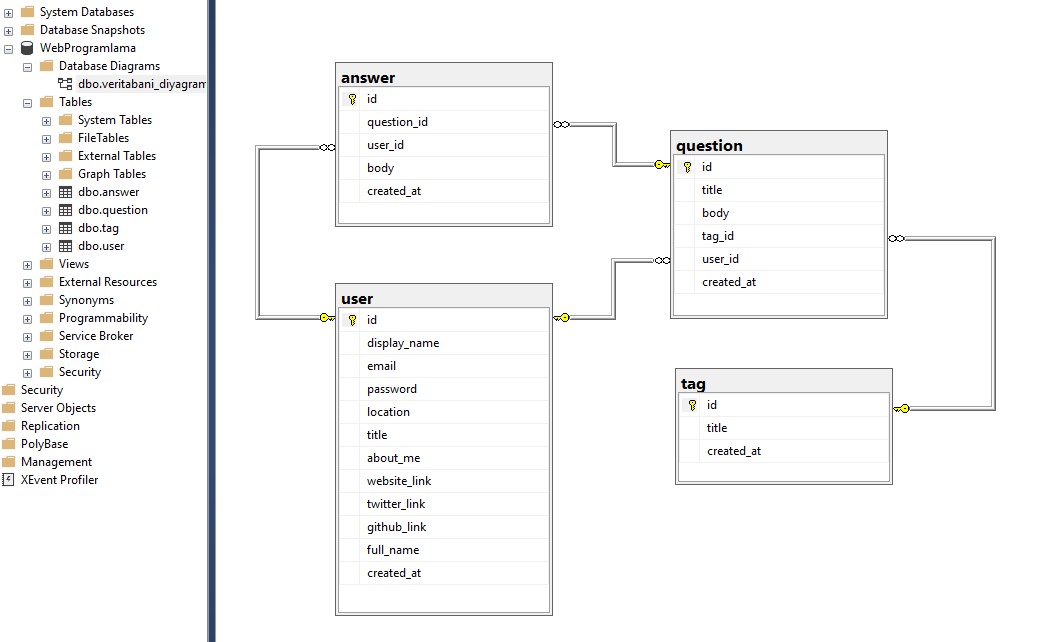 System Databases
Database Snapshots
WebProgramlama
Database Diagrams
dbo.veritabani_diyagram
Tables
System Tables
FileTables
External Tables
Graph Tables
dbo.answer
dbo.question
dbo.tag
dbo.user
Views
External Resources
Synonyms
Programmability
Service Broker
Storage
Security
Security
Server Objects
Replication
PolyBase
Management
XEvent Profiler
answer
id
question_id
user_id
body
created_at
question
id
title
body
tag_id
user_id
created_at
user
id
display_name
email
password
location
title
about_me
website_link
twitter_link
github_link
full_name
created_at
tag
id
title
created_at